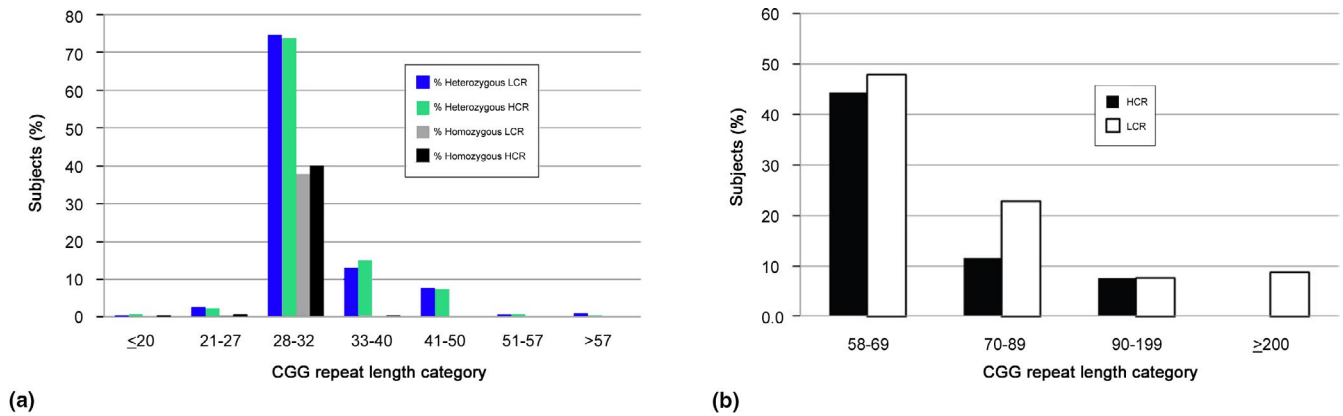 80
70
60
50
40
30
20
10
0
Subjects (%)
% Heterozygous LCR
% Heterozygous HCR
% Homozygous LCR
% Homozygous HCR
≤20 21-27 28-32 33-40 41-50 51-57 >57
CGG repeat length category
(a)
60
50
40
30
20
10
0.0
Subjects (%)
HCR
LCR
58-69 70-89 90-199 ≥200
CGG repeat length category
(b)